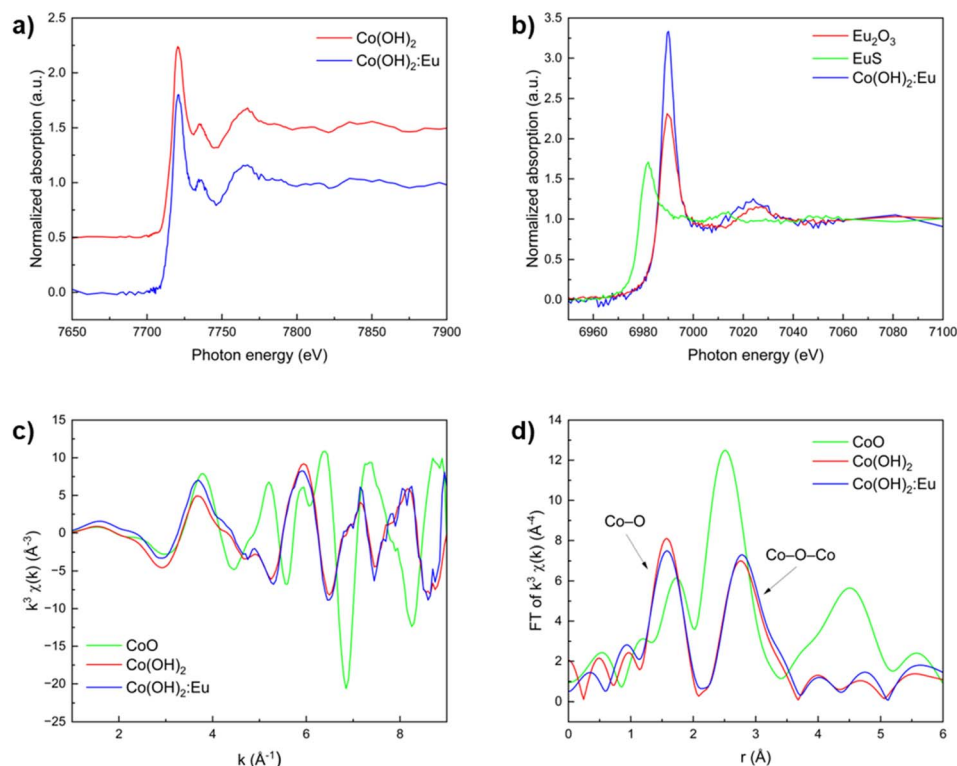 a)
Co(OH)₂
Co(OH)₂:Eu
Normalized absorption (a.u.)
2.5
2.0
1.5
1.0
0.5
0.0
7650 7700 7750 7800 7850 7900
Photon energy (eV)
b)
Eu₂O₃
EuS
Co(OH)₂:Eu
Normalized absorption (a.u.)
3.5
3.0
2.5
2.0
1.5
1.0
0.5
0.0
6960 6980 7000 7020 7040 7060 7080 7100
Photon energy (eV)
c)
k³ χ(k) (Å⁻³)
15
10
5
0
−5
−10
−15
−20
−25
CoO
Co(OH)₂
Co(OH)₂:Eu
2 4 6 8
k (Å⁻¹)
d)
CoO
Co(OH)₂
Co(OH)₂:Eu
Co–O
Co–O–Co
FT of k³ χ(k) (Å⁻⁴)
14
12
10
8
6
4
2
0
0 1 2 3 4 5 6
r (Å)